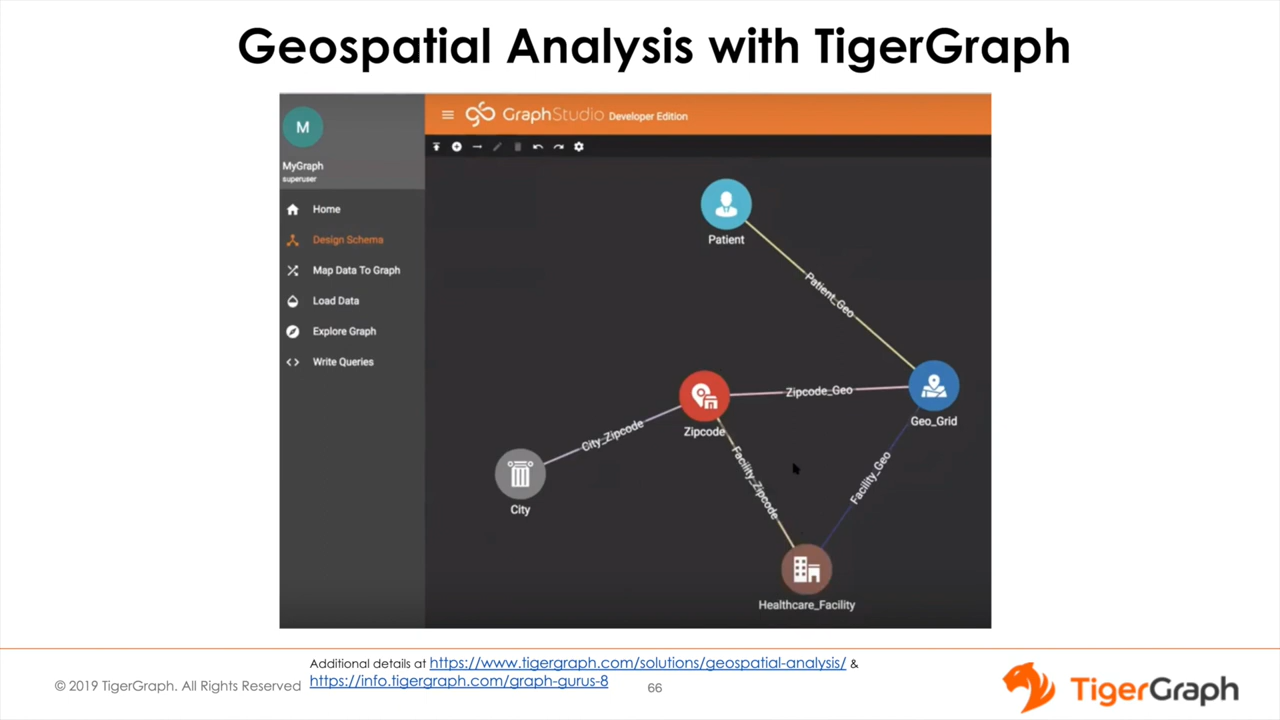 Geospatial Analysis with TigerGraph
M
MyGraph
superuser
GraphStudio Developer Edition
Home
Design Schema
Map Data To Graph
Load Data
Explore Graph
Write Queries
Patient
Patient_Geo
Zipcode_Geo
Geo_Grid
Zipcode
City_Zipcode
Facility_Zipcode
Facility_Geo
City
Healthcare_Facility
Additional details at https://www.tigergraph.com/solutions/geospatial-analysis/ &
https://info.tigergraph.com/graph-gurus-8
© 2019 TigerGraph. All Rights Reserved
66
TigerGraph